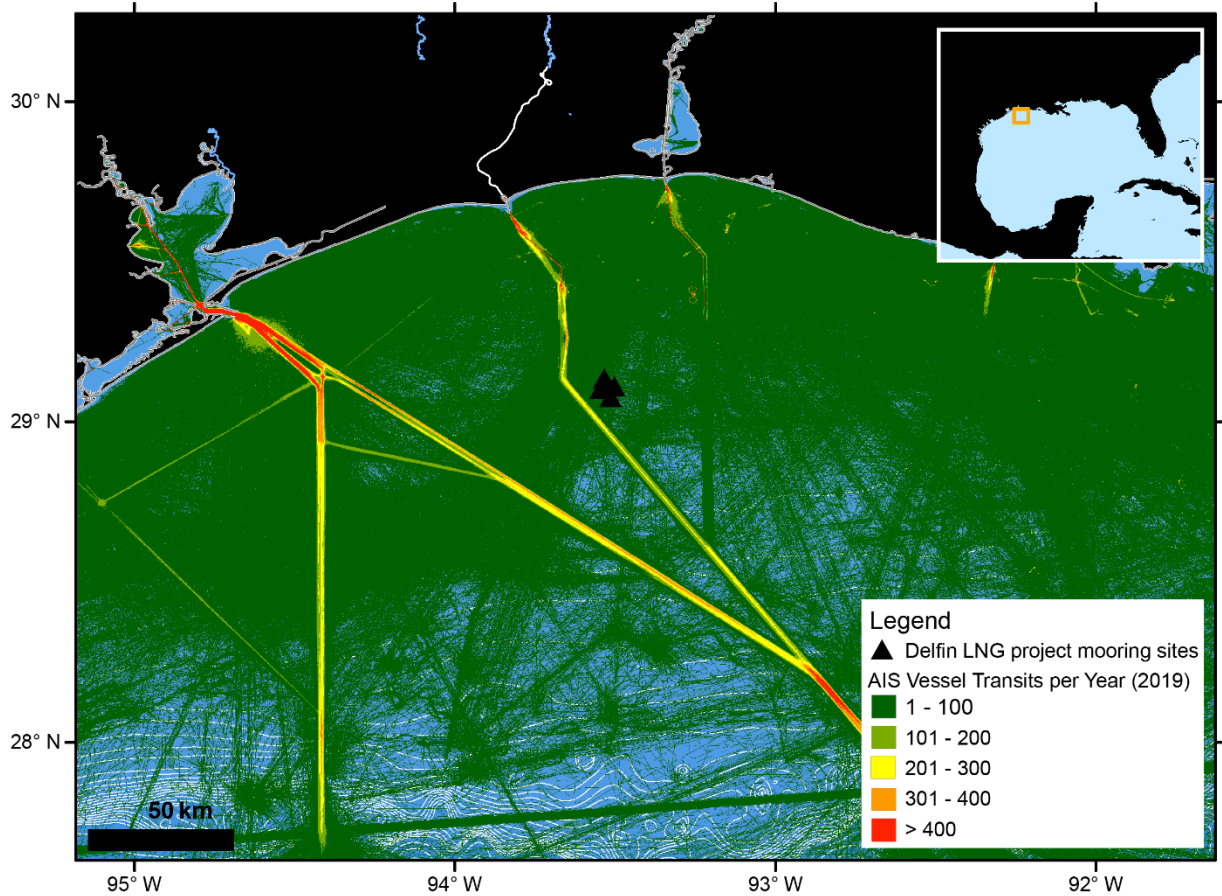 30° N
29° N
28° N
50 km
Legend
Delfin LNG project mooring sites
AIS Vessel Transits per Year (2019)
1 - 100
101 - 200
201 - 300
301 - 400
> 400
95° W
94° W
93° W
92° W